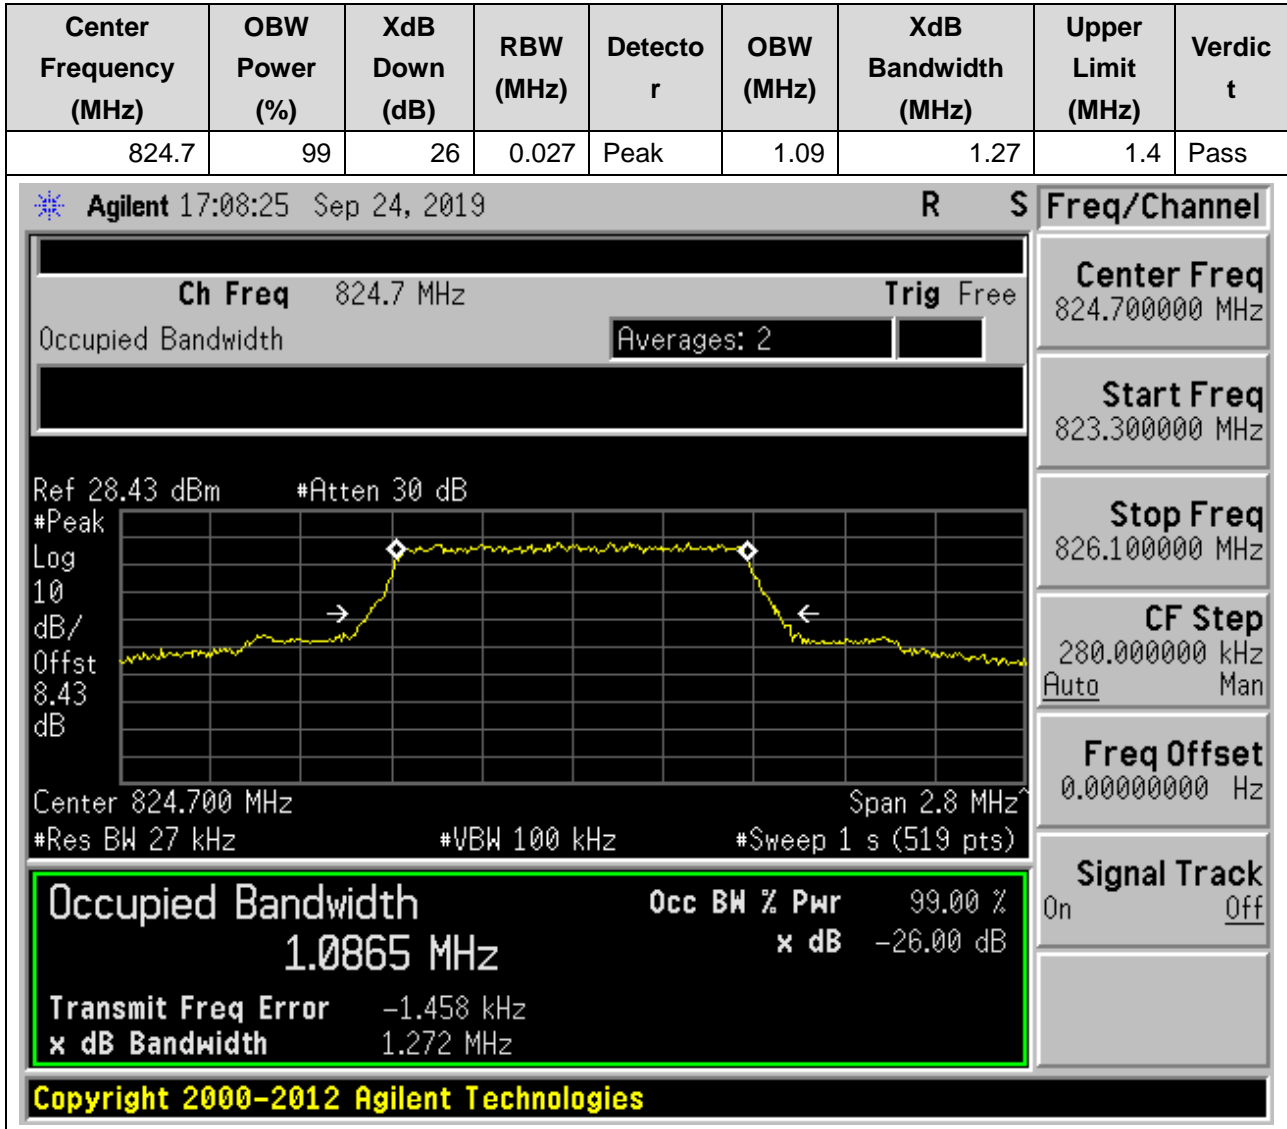 Center Frequency (MHz) OBW Power (%) XdB Down (dB) RBW (MHz) Detecto r OBW (MHz) XdB Bandwidth (MHz) Upper Limit (MHz) Verdic t
824.7 99 26 0.027 Peak 1.09 1.27 1.4 Pass
Agilent 17:08:25 Sep 24, 2019 R S
Freq/Channel
Ch Freq 824.7 MHz Trig Free
Occupied Bandwidth Averages: 2
Center Freq
824.700000 MHz
Start Freq
823.300000 MHz
Stop Freq
826.100000 MHz
CF Step
280.000000 kHz
Auto Man
Freq Offset
0.00000000 Hz
Signal Track
On Off
Ref 28.43 dBm #Atten 30 dB
#Peak
Log
10
dB/
Offst
8.43
dB
Center 824.700 MHz Span 2.8 MHz^
#Res BW 27 kHz #VBW 100 kHz #Sweep 1 s (519 pts)
Occupied Bandwidth Occ BW % Pwr 99.00 %
1.0865 MHz x dB -26.00 dB
Transmit Freq Error -1.458 kHz
x dB Bandwidth 1.272 MHz
Copyright 2000-2012 Agilent Technologies